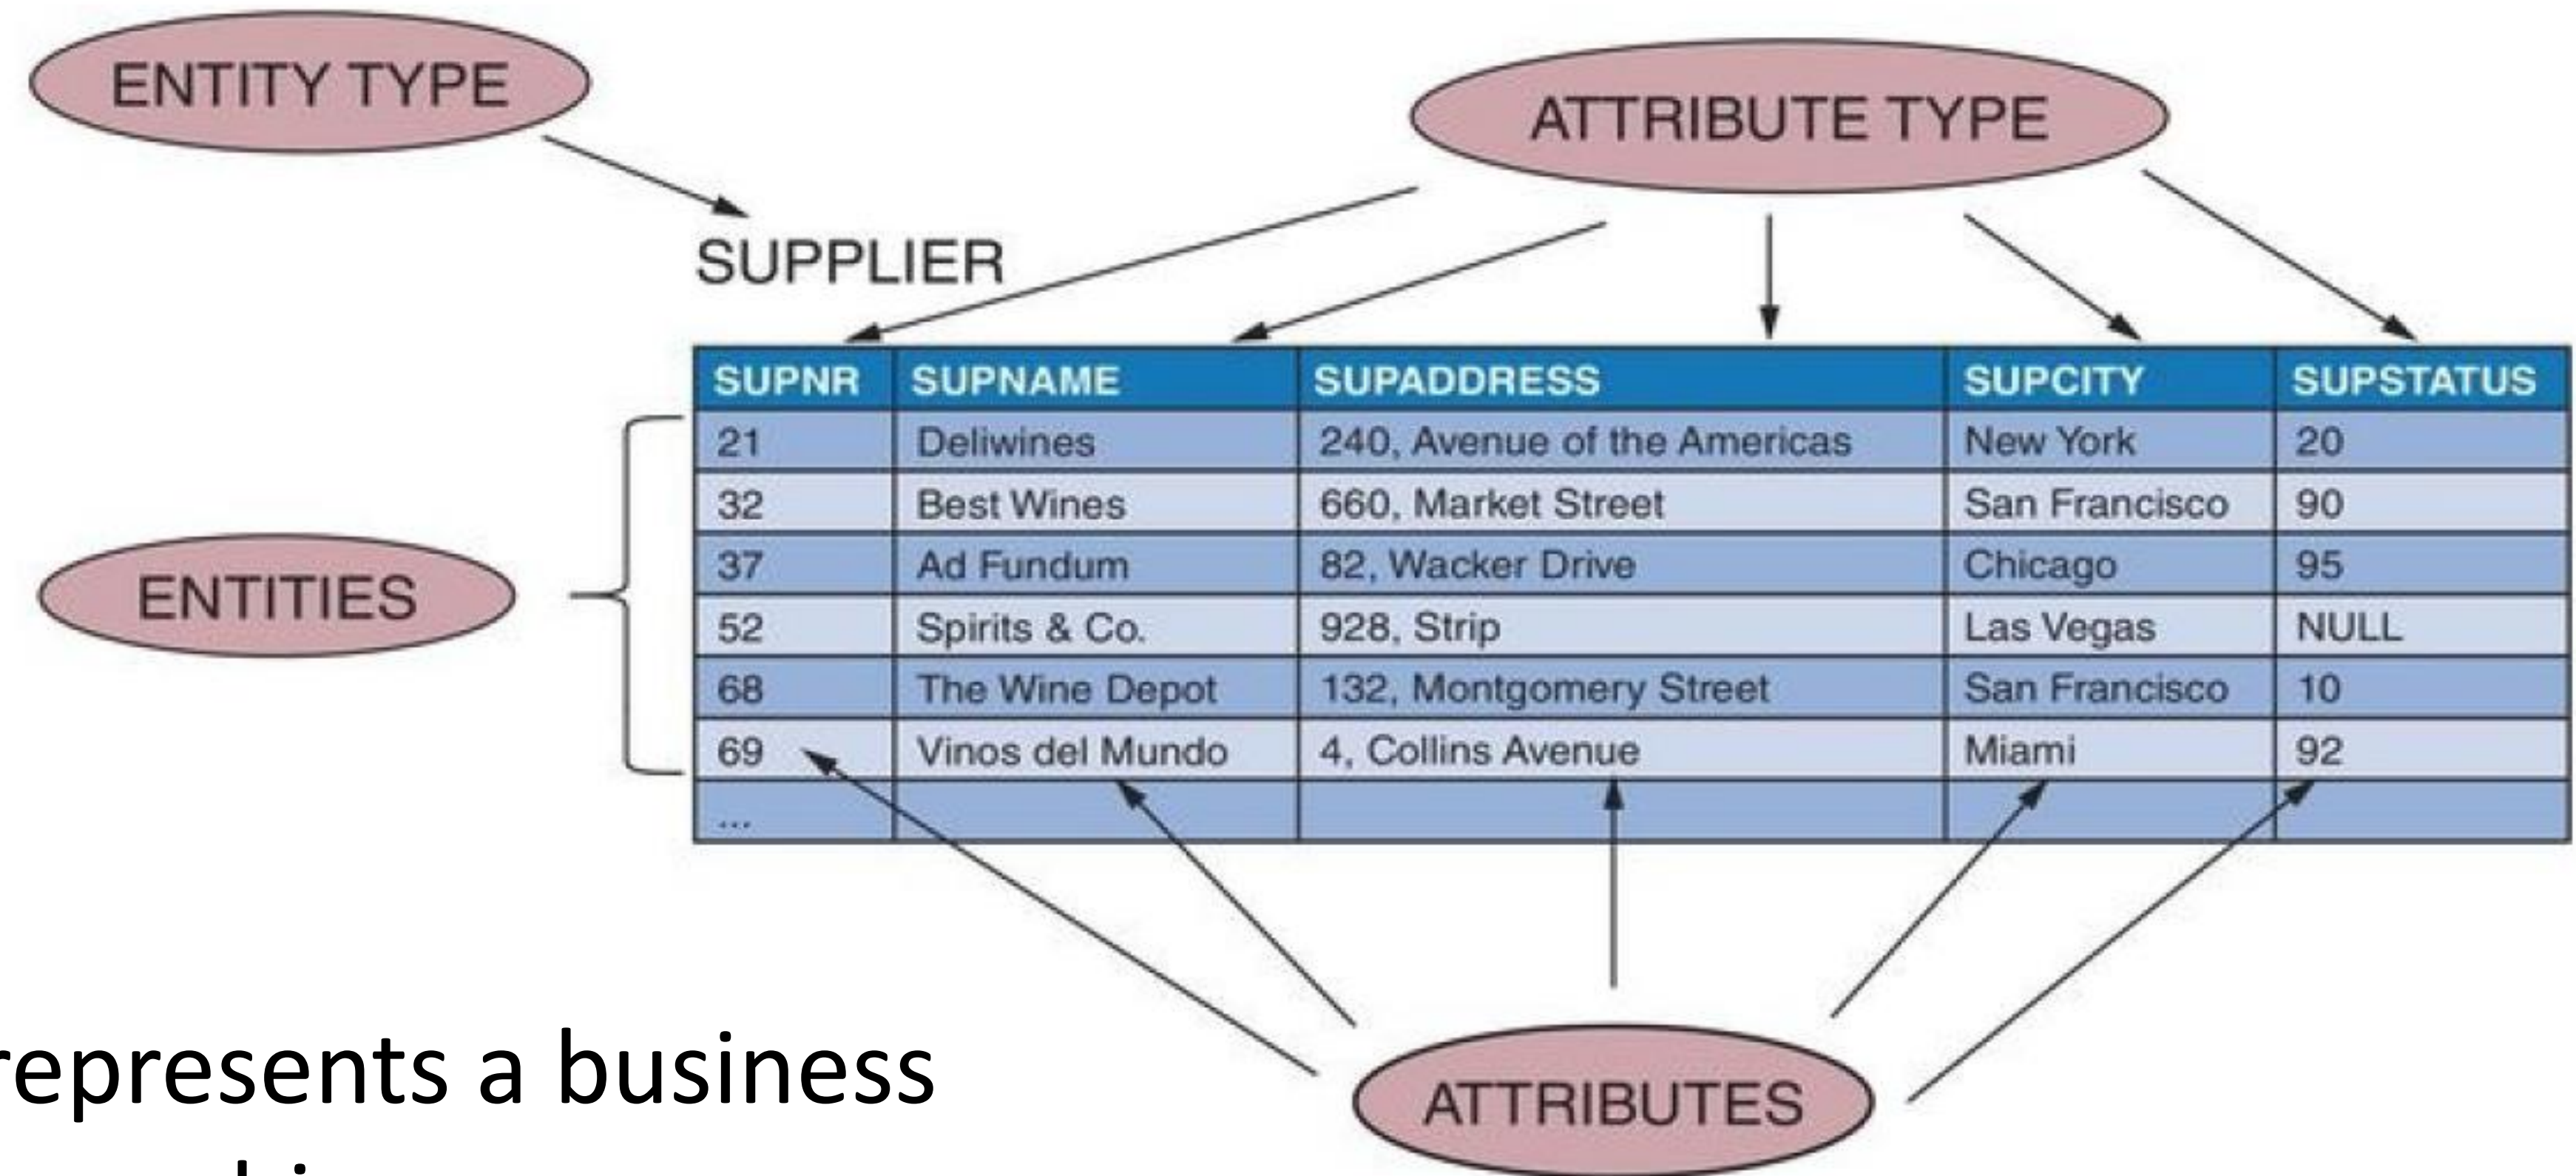 ENTITY TYPE
ATTRIBUTE TYPE
SUPPLIER
SUPNR SUPNAME SUPADDRESS SUPCITY SUPSTATUS
21 Deliwines 240, Avenue of the Americas New York 20
32 Best Wines 660, Market Street San Francisco 90
37 Ad Fundum 82, Wacker Drive Chicago 95
52 Spirits & Co. 928, Strip Las Vegas NULL
68 The Wine Depot 132, Montgomery Street San Francisco 10
69 Vinos del Mundo 4, Collins Avenue Miami 92
...
ENTITIES
represents a business
ATTRIBUTES